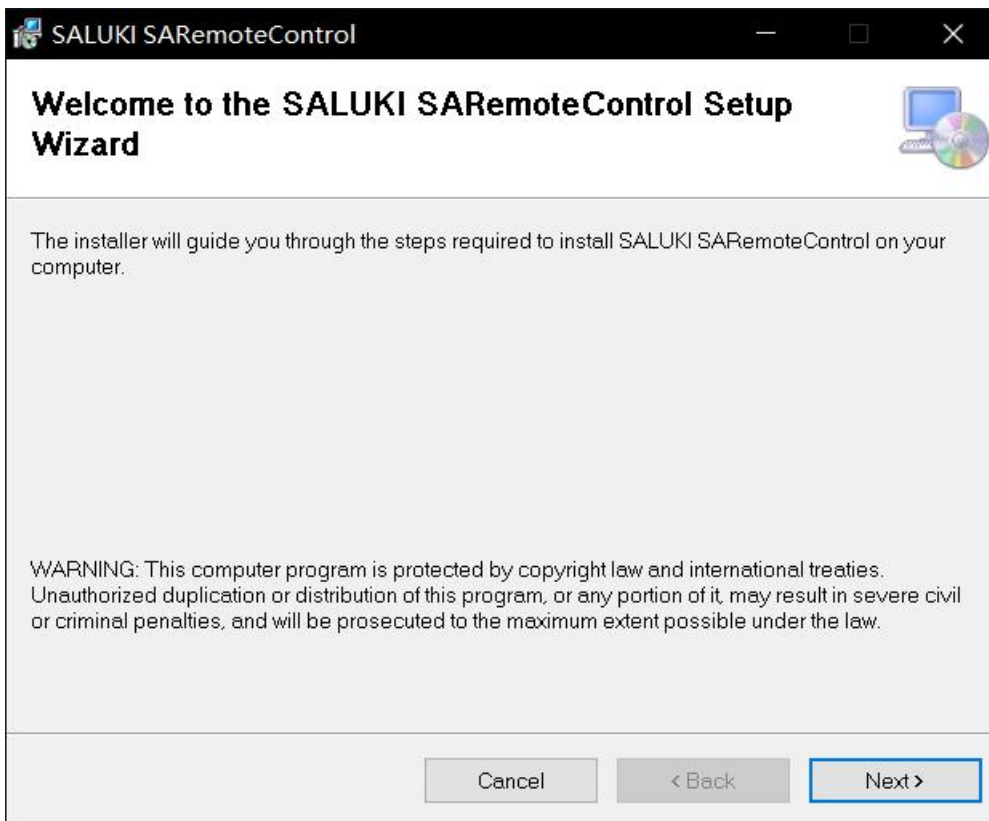 SALUKI SARemoteControl
Welcome to the SALUKI SARemoteControl Setup
Wizard
The installer will guide you through the steps required to install SALUKI SARemoteControl on your
computer.
WARNING: This computer program is protected by copyright law and international treaties.
Unauthorized duplication or distribution of this program, or any portion of it, may result in severe civil
or criminal penalties, and will be prosecuted to the maximum extent possible under the law.
Cancel < Back Next >